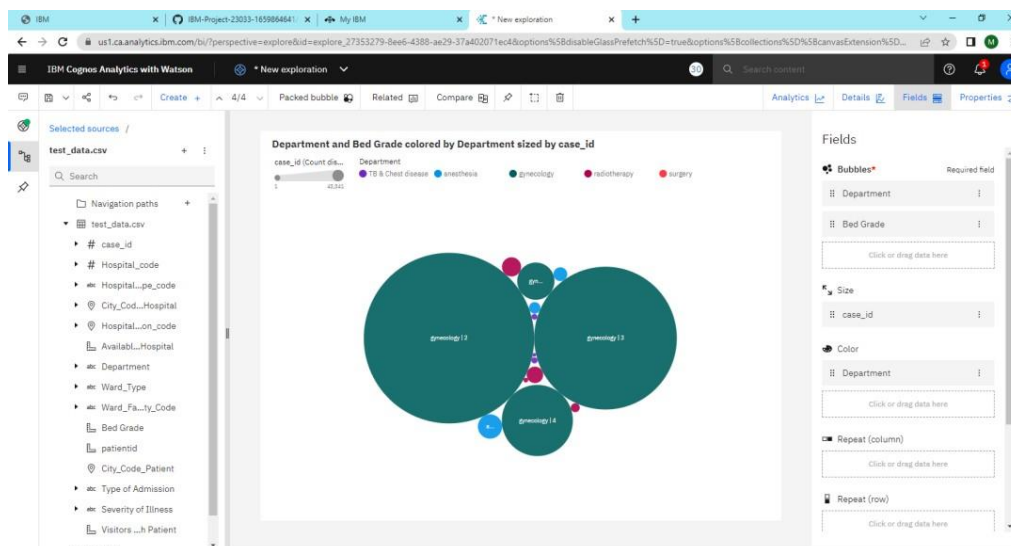 IBM
IBM-Project-23033-1659864641
My IBM
* New exploration
us1.ca.analytics.ibm.com/bi/?perspective=explore&id=explore_27353279-8ee6-4388-ae29-37a402071ec4&options%5BdisableGlassPrefetch%5D=true&options%5Bcollections%5D%5BcanvasExtension%5D...
M
IBM Cognos Analytics with Watson
* New exploration
30
Search content
Create +
4/4
Packed bubble
Related
Compare
Analytics
Details
Fields
Properties
Selected sources /
test_data.csv
Search
Navigation paths
test_data.csv
# case_id
# Hospital_code
abc Hospital...pe_code
City_Cod...Hospital
Hospital...on_code
Availabl...Hospital
abc Department
abc Ward_Type
abc Ward_Fa...ty_Code
Bed Grade
patientid
City_Code_Patient
abc Type of Admission
abc Severity of Illness
Visitors ...h Patient
Department and Bed Grade colored by Department sized by case_id
case_id (Count dis...
1
Department
TB & Chest disease
anesthesia
gynecology
radiotherapy
surgery
gyn...
gynecology | 2
gynecology | 3
gynecology | 4
a...
Fields
Bubbles*
Required field
Department
Bed Grade
Click or drag data here
Size
case_id
Color
Department
Click or drag data here
Repeat (column)
Click or drag data here
Repeat (row)
Click or drag data here